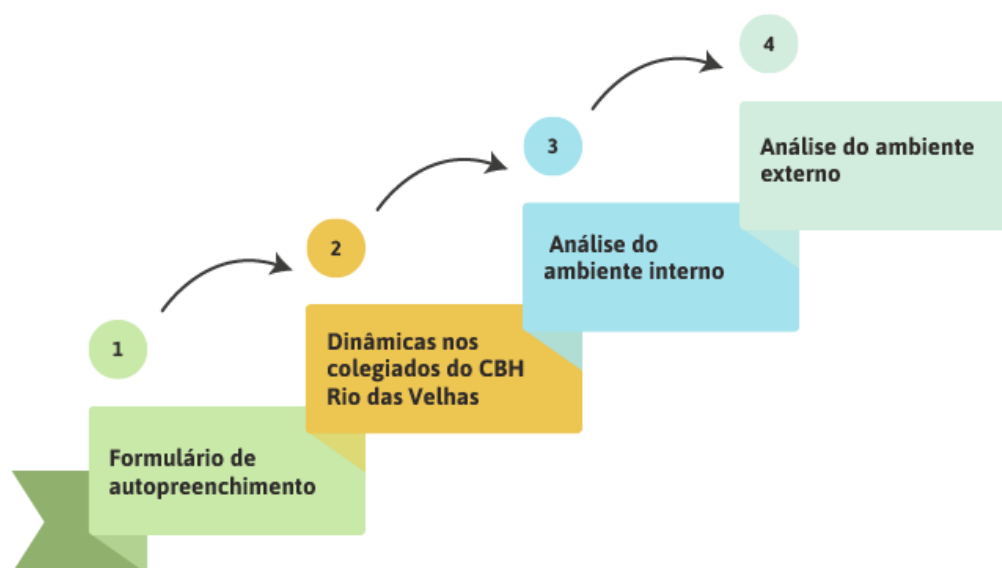 1
Formulário de
autopreenchimento
2
Dinâmicas nos
colegiados do CBH
Rio das Velhas
3
Análise do
ambiente interno
4
Análise do ambiente
externo